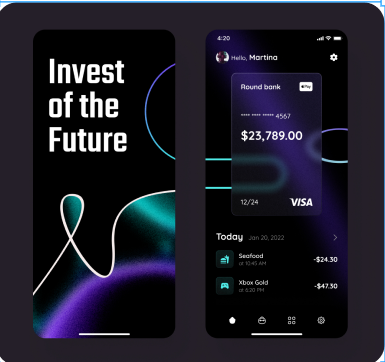 Invest
of the
Future
4:20
Hello, Martina
Round bank
Pay
**** **** ***** 4567
$23,789.00
12/24
VISA
Today Jan 20, 2022
Seafood
at 10:45 AM
-$24.30
Xbox Gold
at 6:20 PM
-$47.30